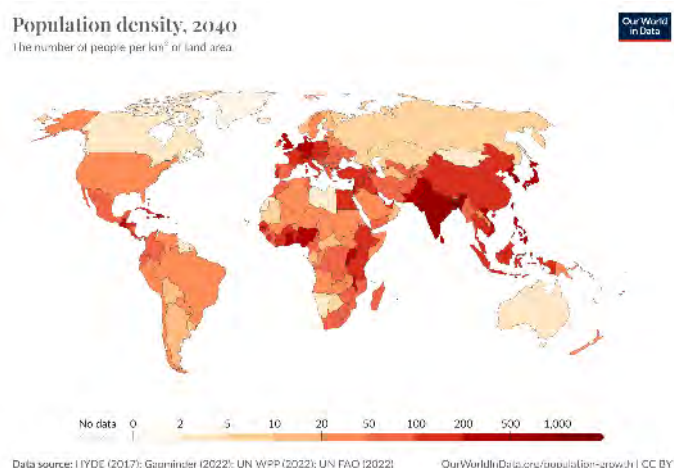 Population density, 2040
The number of people per km² of land area.
Our World
in Data
No data 0 2 5 10 20 50 100 200 500 1,000
Data source: HYDE (2017); Gapminder (2022); UN WPP (2022); UN FAO (2022)
OurWorldInData.org/population-growth | CC BY